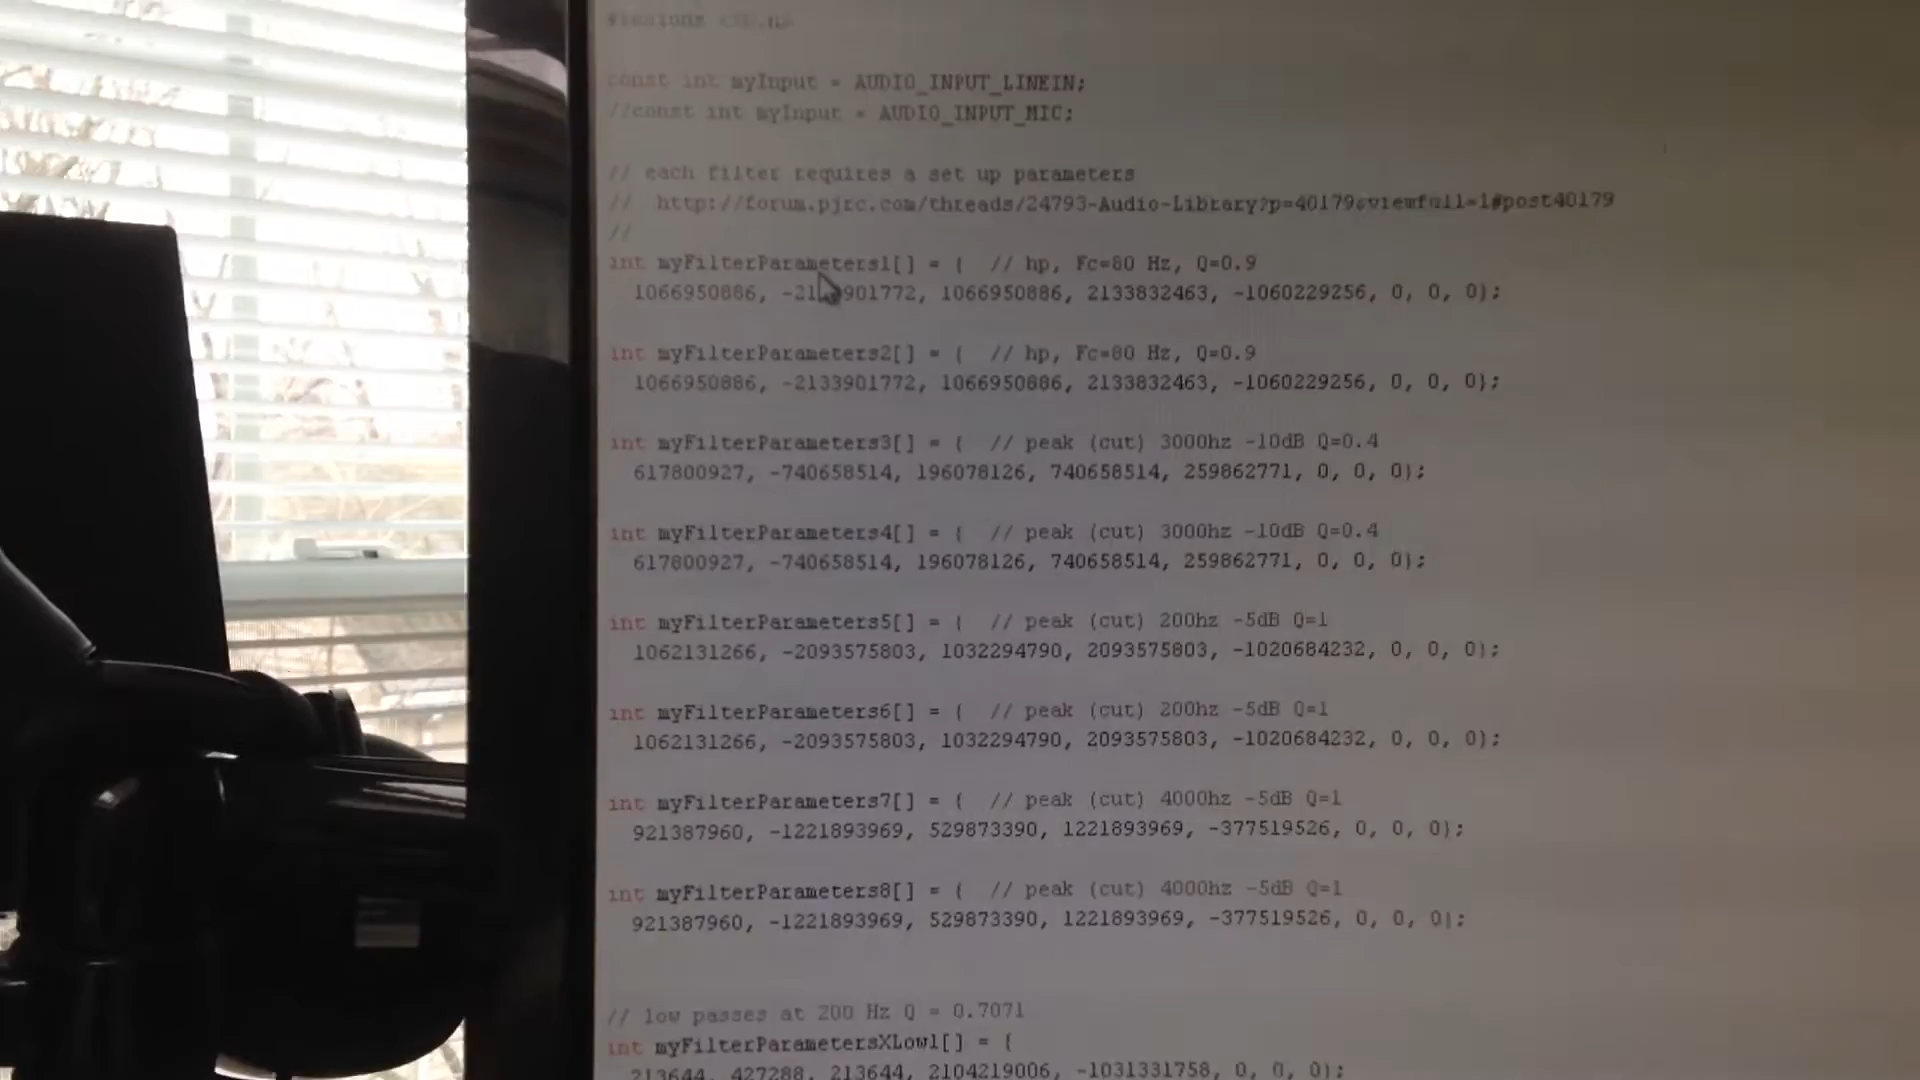 const int myInput = AUDIO_INPUT_LINEIN;
//const int myInput = AUDIO_INPUT_MIC;
// each filter requires a set up parameters
// http://forum.pjrc.com/threads/24793-Audio-Library?p=40179&viewfull=1#post40179
//
int myFilterParameters1[] = { // hp, Fc=80 Hz, Q=0.9
1066950886, 1066950886, 2133832463, -1060229256, 0, 0, 0};
int myFilterParameters2[] = { // hp, Fc=80 Hz, Q=0.9
1066950886, -2133901772, 1066950886, 2133832463, -1060229256, 0, 0, 0};
int myFilterParameters3[] = { // peak (cut) 3000hz -10dB Q=0.4
617800927, -740658514, 196078126, 740658514, 259862771, 0, 0, 0};
int myFilterParameters4[] = { // peak (cut) 3000hz -10dB Q=0.4
617800927, -740658514, 196078126, 740658514, 259862771, 0, 0, 0};
int myFilterParameters5[] = { // peak (cut) 200hz -5dB Q=1
1062131266, -2093575803, 1032294790, 2093575803, -1020684232, 0, 0, 0};
int myFilterParameters6[] = { // peak (cut) 200hz -5dB Q=1
1062131266, -2093575803, 1032294790, 2093575803, -1020684232, 0, 0, 0};
int myFilterParameters7[] = { // peak (cut) 4000hz -5dB Q=1
921387960, -1221893969, 529873390, 1221893969, -377519526, 0, 0, 0};
int myFilterParameters8[] = { // peak (cut) 4000hz -5dB Q=1
921387960, -1221893969, 529873390, 1221893969, -377519526, 0, 0, 0};
// low passes at 200 Hz Q = 0.7071
int myFilterParametersXLow1[] = {
213644, 427288, 213644, 2104219006, -1031331758, 0, 0, 0};